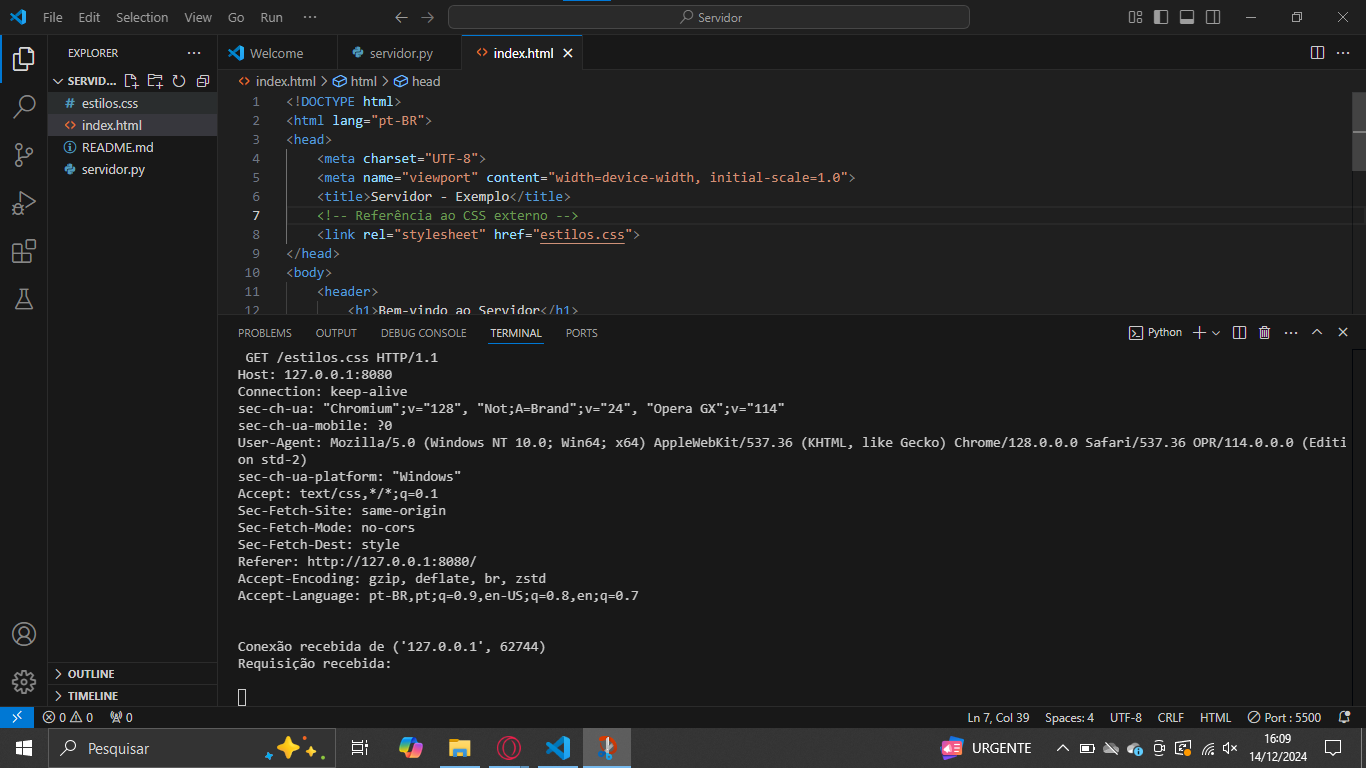 File Edit Selection View Go Run ··· Servidor
EXPLORER ···
SERVID...
estilos.css
index.html
README.md
servidor.py
OUTLINE
TIMELINE
Welcome servidor.py index.html
index.html > html > head
1 <!DOCTYPE html>
2 <html lang="pt-BR">
3 <head>
4 <meta charset="UTF-8">
5 <meta name="viewport" content="width=device-width, initial-scale=1.0">
6 <title>Servidor - Exemplo</title>
7 <!-- Referência ao CSS externo -->
8 <link rel="stylesheet" href="estilos.css">
9 </head>
10 <body>
11 <header>
12 <h1>Bem-vindo ao Servidor</h1>
PROBLEMS OUTPUT DEBUG CONSOLE TERMINAL PORTS Python
GET /estilos.css HTTP/1.1
Host: 127.0.0.1:8080
Connection: keep-alive
sec-ch-ua: "Chromium";v="128", "Not;A=Brand";v="24", "Opera GX";v="114"
sec-ch-ua-mobile: ?0
User-Agent: Mozilla/5.0 (Windows NT 10.0; Win64; x64) AppleWebKit/537.36 (KHTML, like Gecko) Chrome/128.0.0.0 Safari/537.36 OPR/114.0.0.0 (Editi
on std-2)
sec-ch-ua-platform: "Windows"
Accept: text/css,*/*;q=0.1
Sec-Fetch-Site: same-origin
Sec-Fetch-Mode: no-cors
Sec-Fetch-Dest: style
Referer: http://127.0.0.1:8080/
Accept-Encoding: gzip, deflate, br, zstd
Accept-Language: pt-BR,pt;q=0.9,en-US;q=0.8,en;q=0.7
Conexão recebida de ('127.0.0.1', 62744)
Requisição recebida:
0 0 0 Ln 7, Col 39 Spaces: 4 UTF-8 CRLF HTML Port : 5500
Pesquisar URGENTE 16:09
14/12/2024